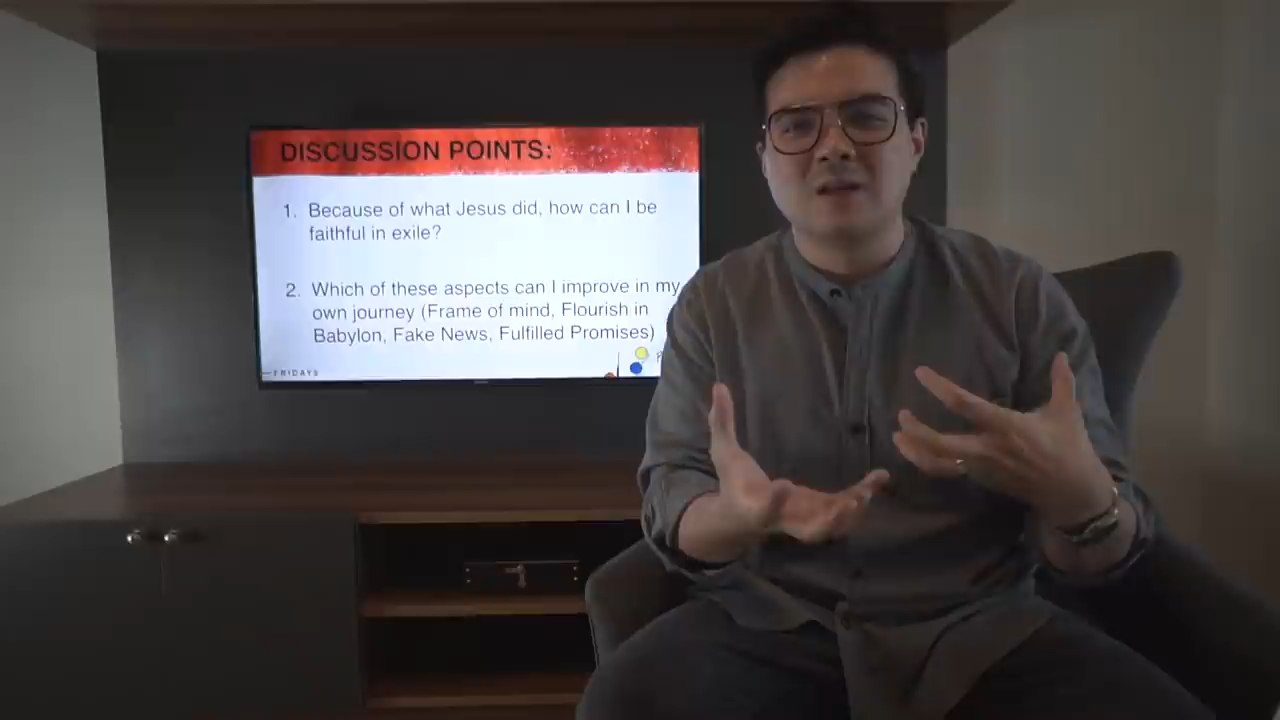 DISCUSSION POINTS:
1. Because of what Jesus did, how can I be
faithful in exile?
2. Which of these aspects can I improve in my
own journey (Frame of mind, Flourish in
Babylon, Fake News, Fulfilled Promises)
FRIDAYS